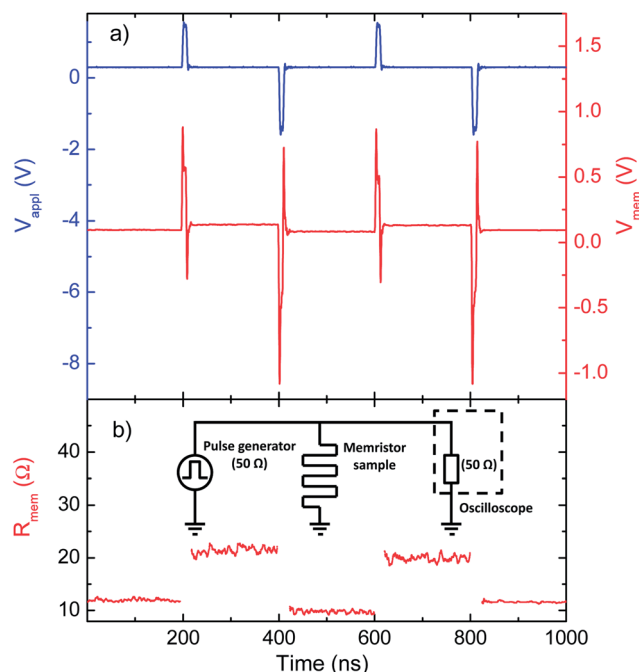 a)
V_appl (V)
0
-2
-4
-6
-8
V_mem (V)
1.5
1.0
0.5
0.0
-0.5
-1.0
b)
R_mem (Ω)
40
30
20
10
Pulse generator
(50 Ω)
Memristor
sample
(50 Ω)
Oscilloscope
200
400
600
800
1000
Time (ns)